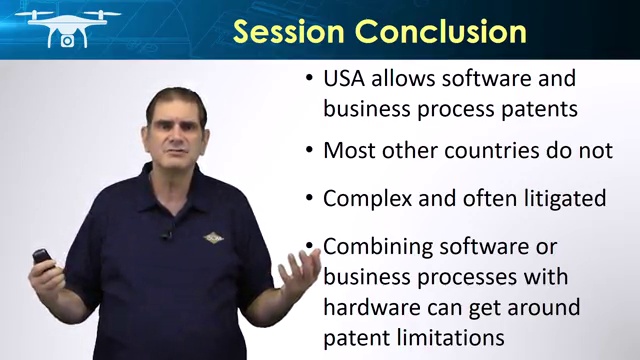 Session Conclusion
• USA allows software and
business process patents
• Most other countries do not
• Complex and often litigated
• Combining software or
business processes with
hardware can get around
patent limitations